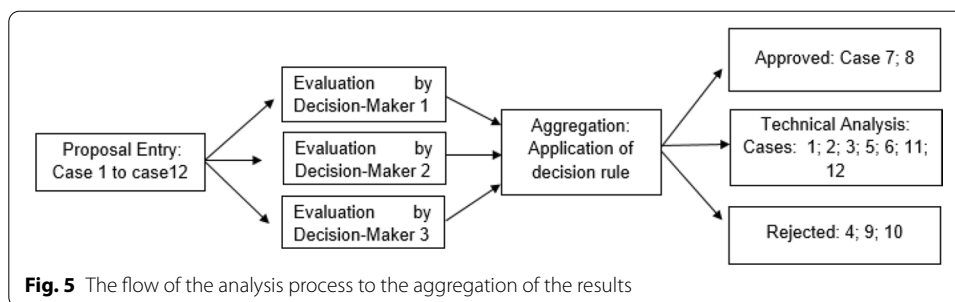 Proposal Entry:
Case 1 to case12
Evaluation by
Decision-Maker 1
Evaluation by
Decision-Maker 2
Evaluation by
Decision-Maker 3
Aggregation:
Application of
decision rule
Approved: Case 7; 8
Technical Analysis:
Cases: 1; 2; 3; 5; 6; 11;
12
Rejected: 4; 9; 10
Fig. 5 The flow of the analysis process to the aggregation of the results